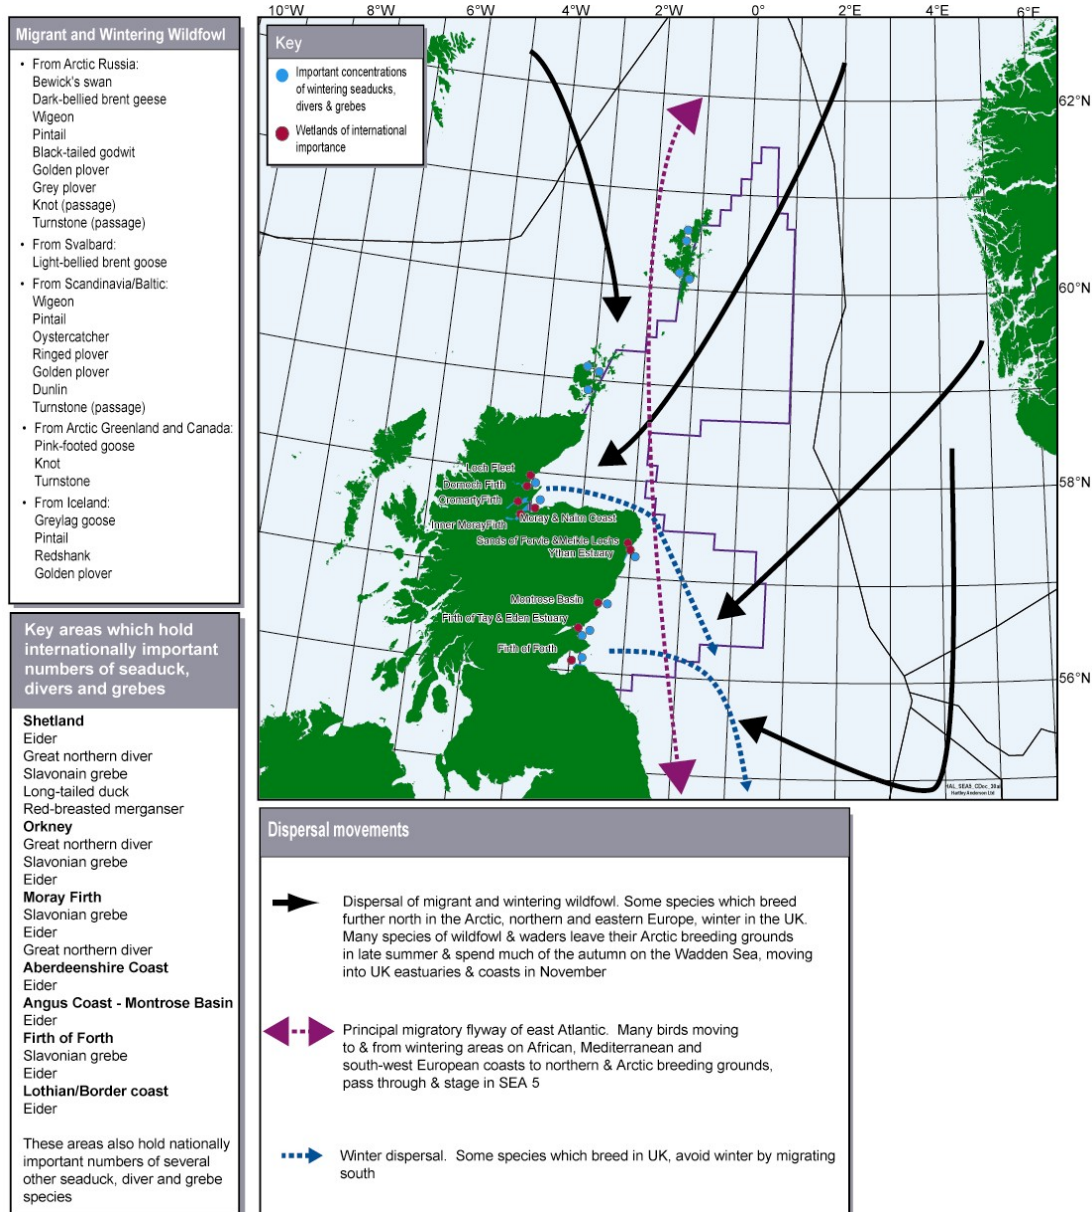 10°W 8°W 6°W 4°W 2°W 0° 2°E 4°E 6°E
Migrant and Wintering Wildfowl
• From Arctic Russia:
Bewick's swan
Dark-bellied brent geese
Wigeon
Pintail
Black-tailed godwit
Golden plover
Grey plover
Knot (passage)
Turnstone (passage)
• From Svalbard:
Light-bellied brent goose
• From Scandinavia/Baltic:
Wigeon
Pintail
Oystercatcher
Ringed plover
Golden plover
Dunlin
Turnstone (passage)
• From Arctic Greenland and Canada:
Pink-footed goose
Knot
Turnstone
• From Iceland:
Greylag goose
Pintail
Redshank
Golden plover
Key areas which hold
internationally important
numbers of seaduck,
divers and grebes
Shetland
Eider
Great northern diver
Slavonain grebe
Long-tailed duck
Red-breasted merganser
Orkney
Great northern diver
Slavonian grebe
Eider
Moray Firth
Slavonian grebe
Eider
Great northern diver
Aberdeenshire Coast
Eider
Angus Coast - Montrose Basin
Eider
Firth of Forth
Slavonian grebe
Eider
Lothian/Border coast
Eider
These areas also hold nationally
important numbers of several
other seaduck, diver and grebe
species
Key
Important concentrations
of wintering seaducks,
divers & grebes
Wetlands of international
importance
62°N
60°N
58°N
56°N
Loch Fleet
Dornoch Firth
CromartyFirth
Moray & Nairn Coast
Inner MorayFirth
Sands of Forvie &Meikle Lochs
Ythan Estuary
Montrose Basin
Firth of Tay & Eden Estuary
Firth of Forth
Hartley Anderson Ltd
Dispersal movements
Dispersal of migrant and wintering wildfowl. Some species which breed
further north in the Arctic, northern and eastern Europe, winter in the UK.
Many species of wildfowl & waders leave their Arctic breeding grounds
in late summer & spend much of the autumn on the Wadden Sea, moving
into UK eastuaries & coasts in November
Principal migratory flyway of east Atlantic. Many birds moving
to & from wintering areas on African, Mediterranean and
south-west European coasts to northern & Arctic breeding grounds,
pass through & stage in SEA 5
Winter dispersal. Some species which breed in UK, avoid winter by migrating
south